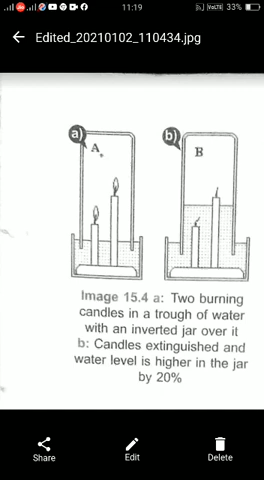 11:19
VoLTE
33%
Edited_20210102_110434.jpg
a)
b)
A
B
Image 15.4 a: Two burning
candles in a trough of water
with an inverted jar over it
b: Candles extinguished and
water level is higher in the jar
by 20%
Share
Edit
Delete